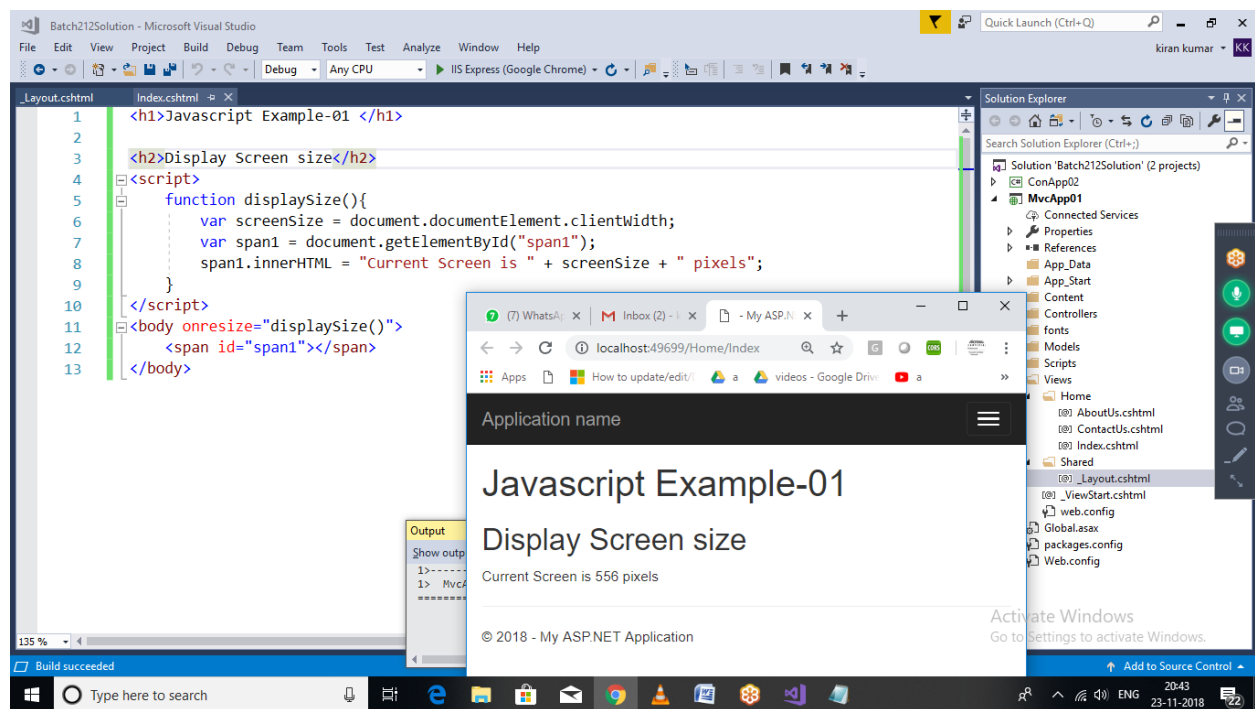 Batch212Solution - Microsoft Visual Studio
Quick Launch (Ctrl+Q)
File Edit View Project Build Debug Team Tools Test Analyze Window Help
kiran kumar KK
Debug Any CPU IIS Express (Google Chrome)
_Layout.cshtml Index.cshtml
1 <h1>Javascript Example-01 </h1>
2
3 <h2>Display Screen size</h2>
4 <script>
5 function displaySize(){
6 var screenSize = document.documentElement.clientWidth;
7 var span1 = document.getElementById("span1");
8 span1.innerHTML = "Current Screen is " + screenSize + " pixels";
9 }
10 </script>
11 <body onresize="displaySize()">
12 <span id="span1"></span>
13 </body>
135 %
Solution Explorer
Search Solution Explorer (Ctrl+;)
Solution 'Batch212Solution' (2 projects)
C# ConApp02
MvcApp01
Connected Services
Properties
References
App_Data
App_Start
Content
Controllers
fonts
Models
Scripts
Views
Home
AboutUs.cshtml
ContactUs.cshtml
Index.cshtml
Shared
_Layout.cshtml
_ViewStart.cshtml
web.config
Global.asax
packages.config
Web.config
(7) WhatsAp Inbox (2) - - My ASP.N
localhost:49699/Home/Index
G CORS
Apps How to update/edit/ a videos - Google Drive a
Application name
Javascript Example-01
Display Screen size
Current Screen is 556 pixels
© 2018 - My ASP.NET Application
Output
Show outp
1>------
1> MvcA
========
Activate Windows
Go to Settings to activate Windows.
Build succeeded
Add to Source Control
Type here to search
ENG
20:43
23-11-2018
22